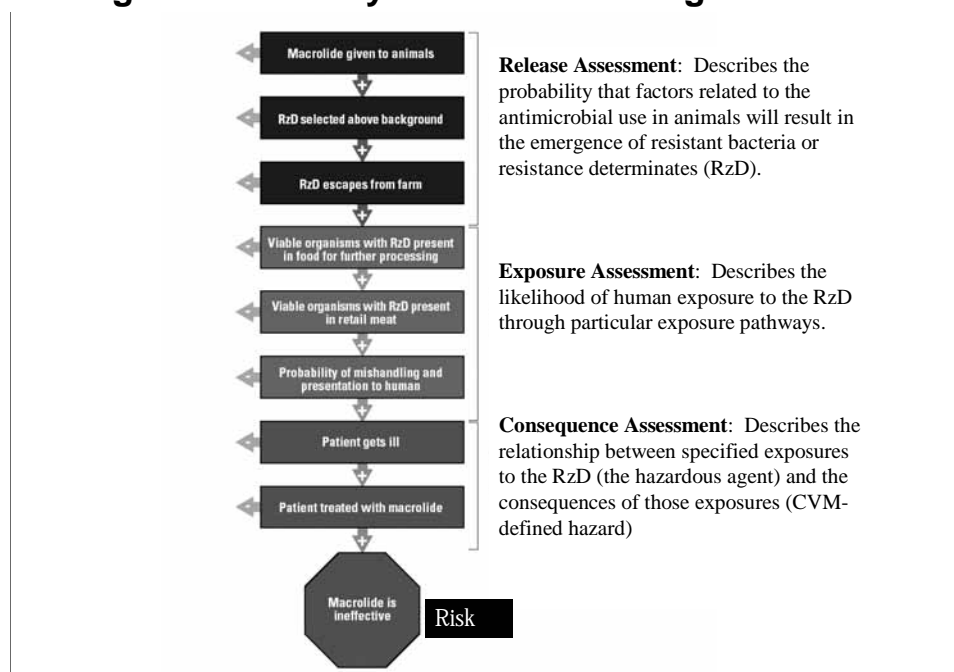 Macrolide given to animals
+
RzD selected above background
+
RzD escapes from farm
+
Release Assessment:  Describes the
probability that factors related to the
antimicrobial use in animals will result in
the emergence of resistant bacteria or
resistance determinates (RzD).
Viable organisms with RzD present
in food for further processing
+
Viable organisms with RzD present
in retail meat
+
Probability of mishandling and
presentation to human
+
Exposure Assessment:  Describes the
likelihood of human exposure to the RzD
through particular exposure pathways.
Patient gets ill
+
Patient treated with macrolide
+
Consequence Assessment:  Describes the
relationship between specified exposures
to the RzD (the hazardous agent) and the
consequences of those exposures (CVM-
defined hazard)
Macrolide is
ineffective
Risk